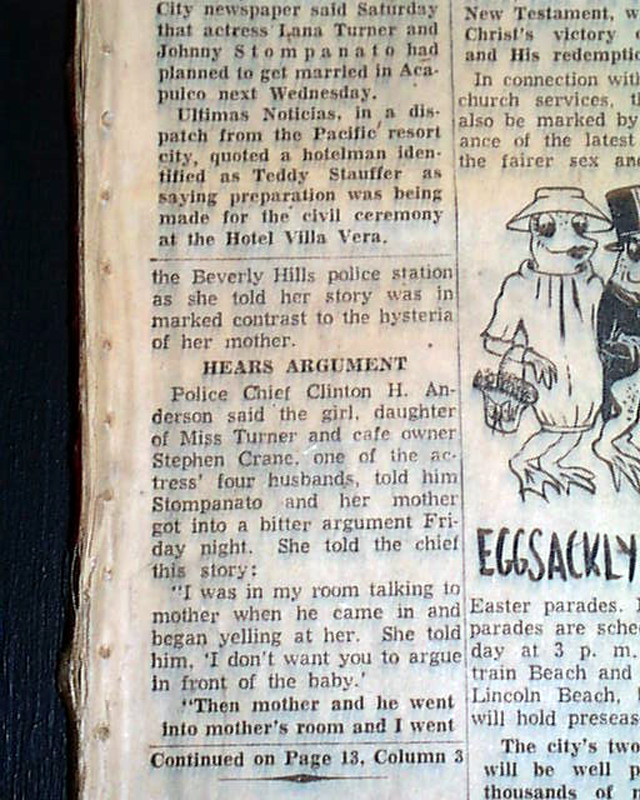 City newspaper said Saturday
that actress Lana Turner and
Johnny Stompanato had
planned to get married in Aca-
pulco next Wednesday.
Ultimas Noticias, in a dis-
patch from the Pacific resort
city, quoted a hotelman iden-
tified as Teddy Stauffer as
saying preparation was being
made for the civil ceremony
at the Hotel Villa Vera.
the Beverly Hills police station
as she told her story was in
marked contrast to the hysteria
of her mother.
HEARS ARGUMENT
Police Chief Clinton H. An-
derson said the girl, daughter
of Miss Turner and cafe owner
Stephen Crane, one of the ac-
tress' four husbands, told him
Stompanato and her mother
got into a bitter argument Fri-
day night. She told the chief
this story:
"I was in my room talking to
mother when he came in and
began yelling at her. She told
him, 'I don't want you to argue
in front of the baby.'
"Then mother and he went
into mother's room and I went
Continued on Page 13, Column 3
New Testament,
Christ's victory
and His
In connection
church services,
also be marked by
ance of the latest
the fairer sex
EGGSACKLY
Easter parades.
parades are
day at 3 p. m.
train Beach and
Lincoln Beach,
will hold
The city's two
will be well
thousands of